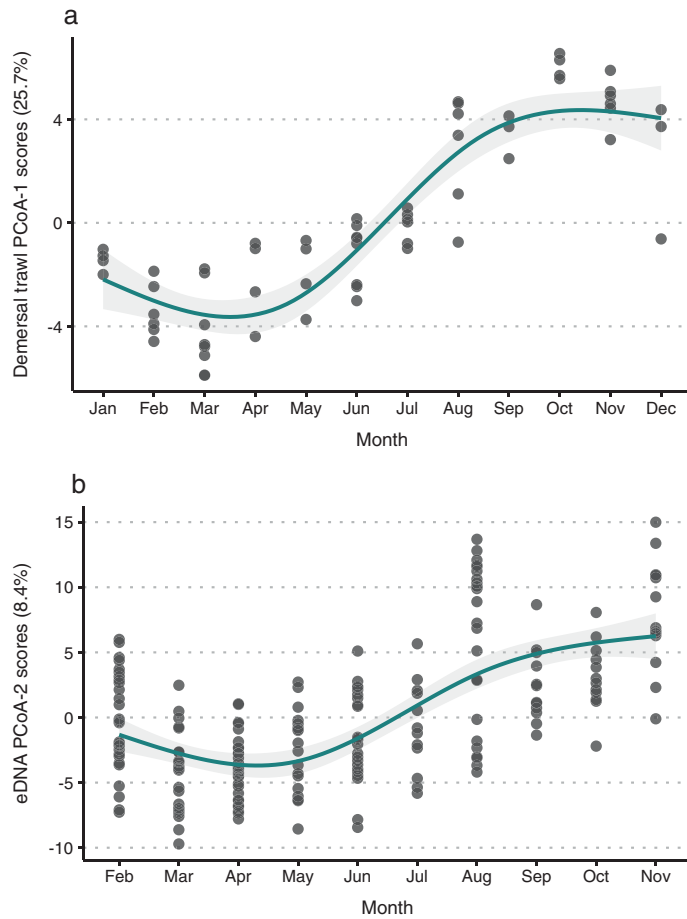 a
Demersal trawl PCoA-1 scores (25.7%)
4
0
-4
Jan Feb Mar Apr May Jun Jul Aug Sep Oct Nov Dec
Month
b
eDNA PCoA-2 scores (8.4%)
15
10
5
0
-5
-10
Feb Mar Apr May Jun Jul Aug Sep Oct Nov
Month